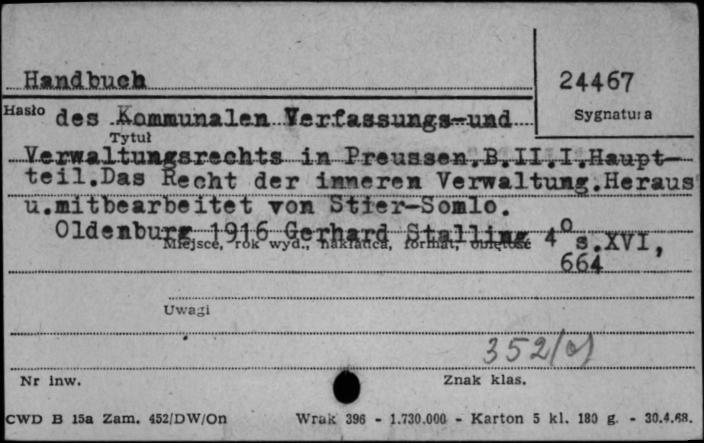 Handbuch
24467
Hasło des Kommunalen Verfassungs-und
Sygnatura
Tytuł
Verwaltungsrechts in Preussen.B.II.I.Haupt-
teil.Das Recht der inneren Verwaltung.Heraus
u.mitbearbeitet von Stier-Somlo.
Oldenburg 1916 Gerhard Stalling 4° s.XVI,
Miejsce, rok wyd., nakładca, format, objętość
664
Uwagi
352(0)
Nr inw.
Znak klas.
CWD B 15a Zam. 452/DW/On Wrak 396 - 1.730.000 - Karton 5 kl. 180 g. - 30.4.68.